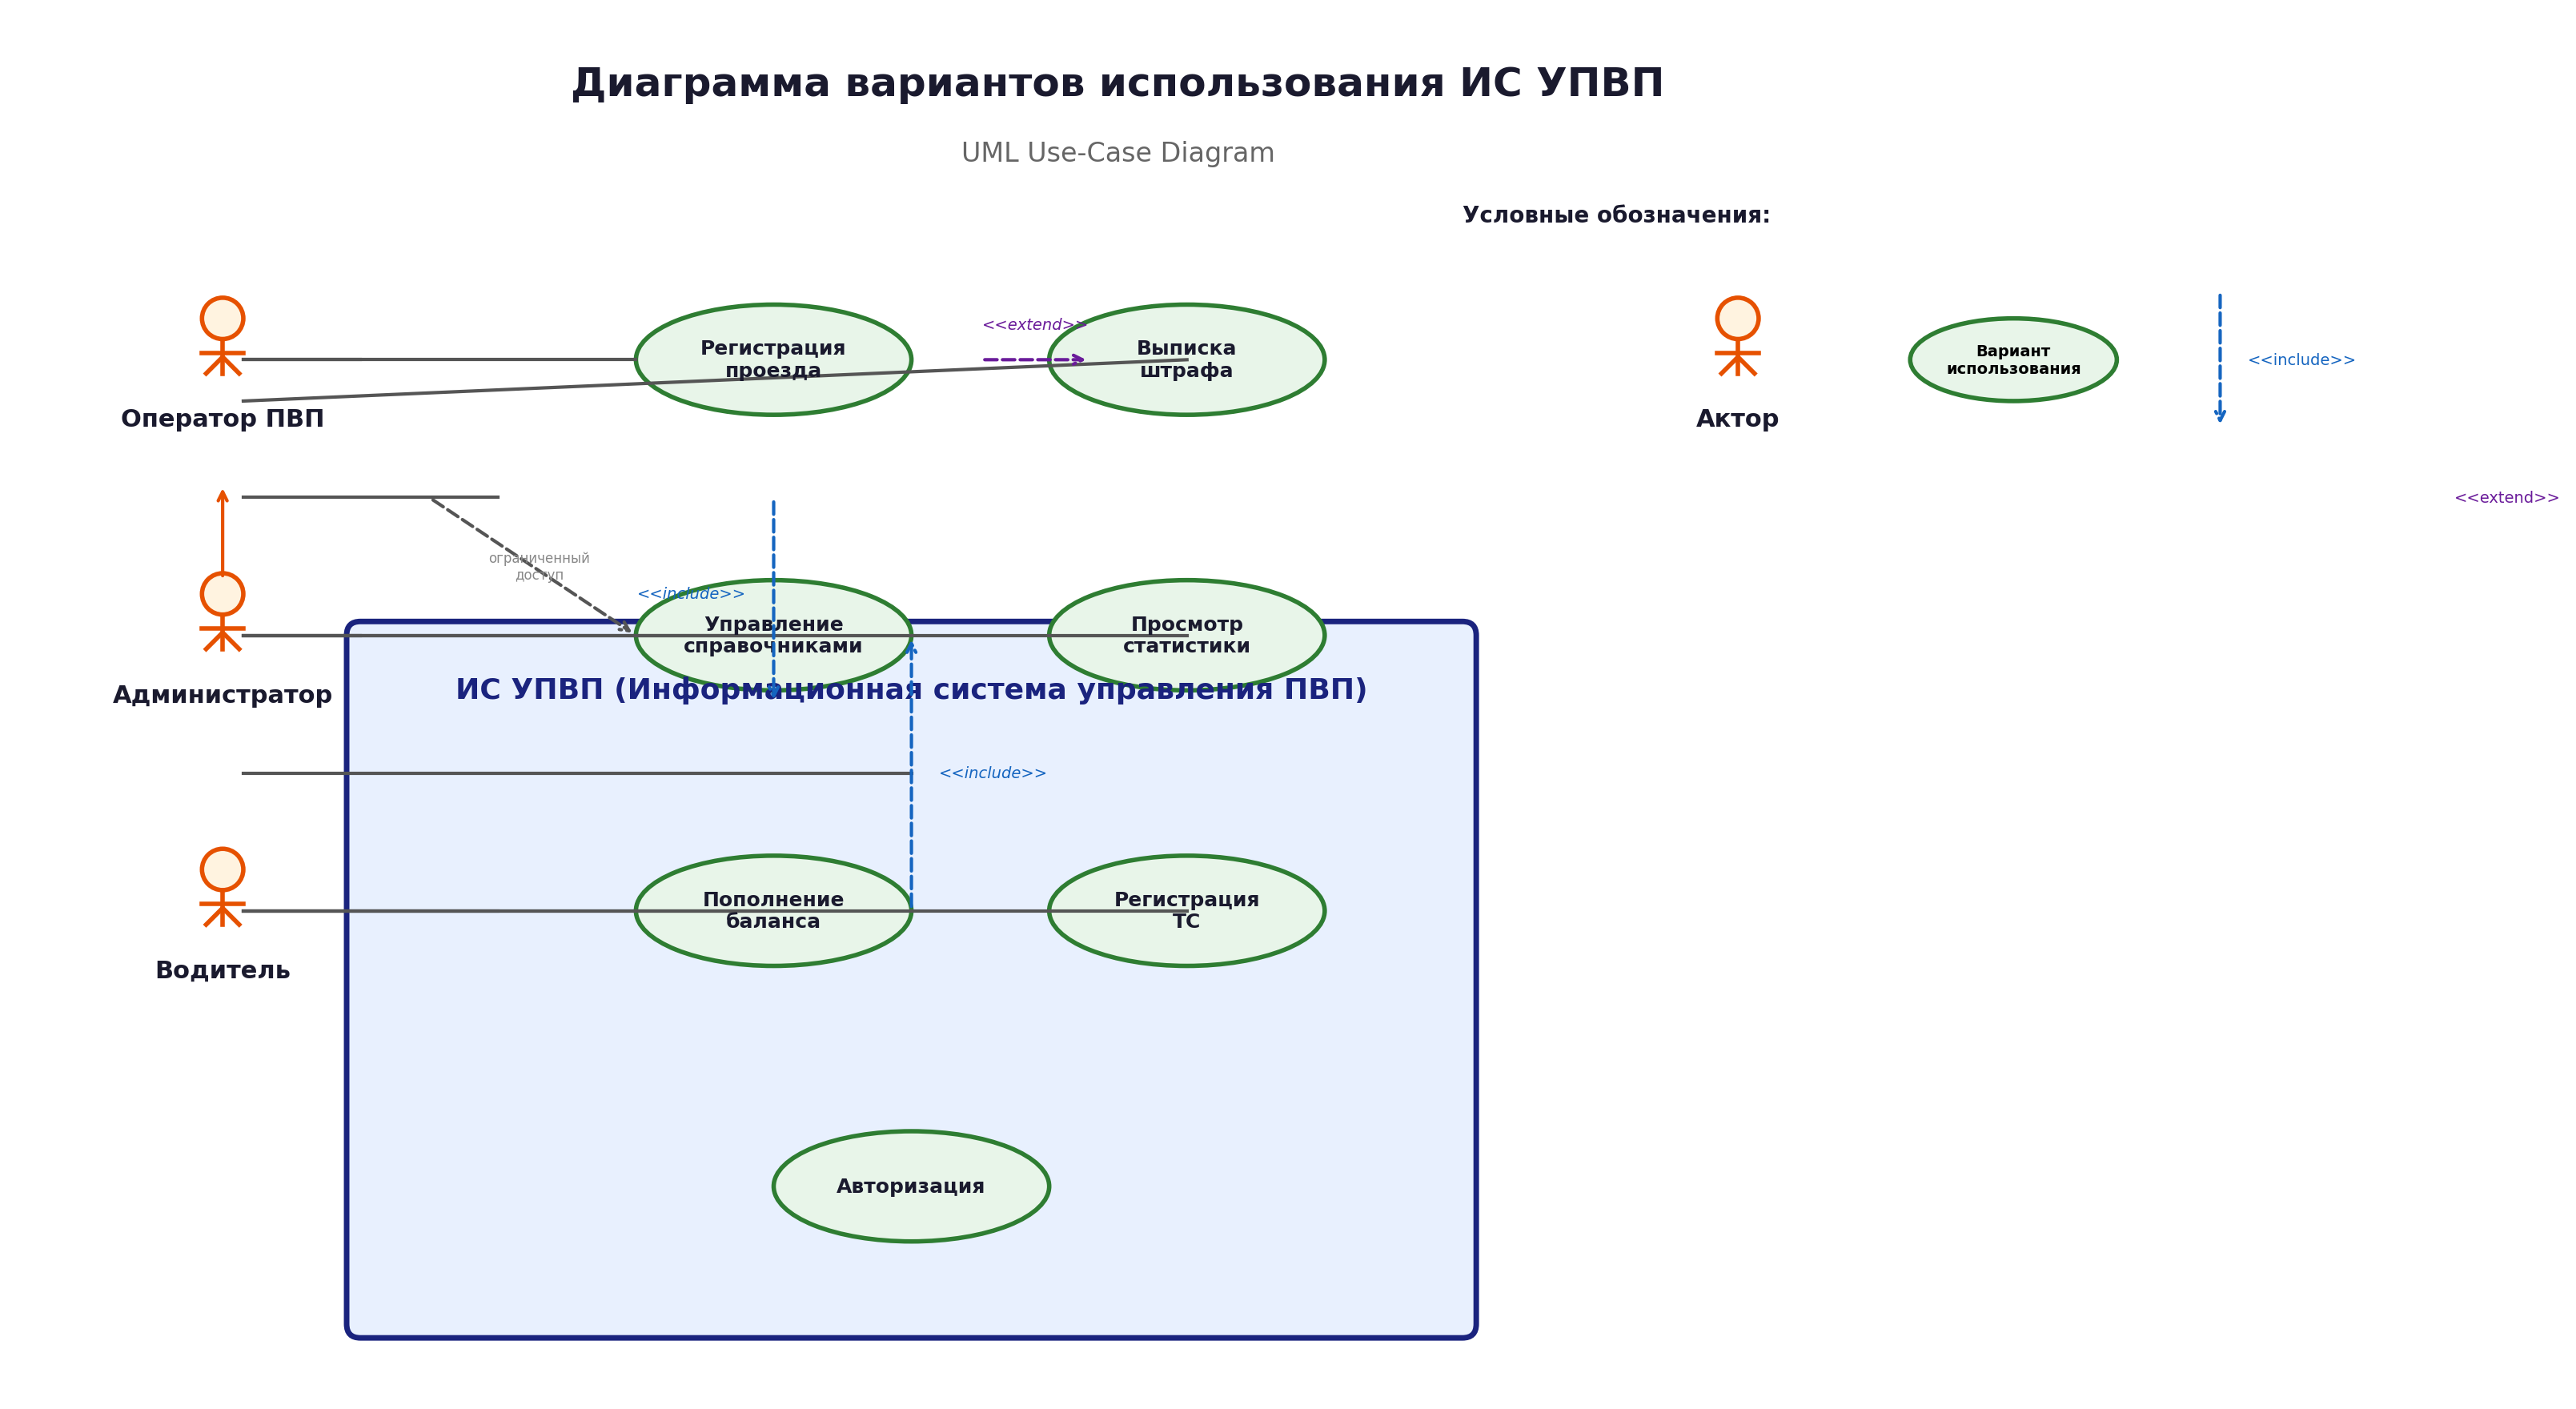 Диаграмма вариантов использования ИС УПВП
UML Use-Case Diagram
Условные обозначения:
<<extend>>
Регистрация
проезда
Выписка
штрафа
Вариант
использования
<<include>>
Оператор ПВП
Актор
<<extend>>
ограниченный
доступ
<<include>>
Управление
справочниками
Просмотр
статистики
Администратор
ИС УПВП (Информационная система управления ПВП)
<<include>>
Пополнение
баланса
Регистрация
ТС
Водитель
Авторизация